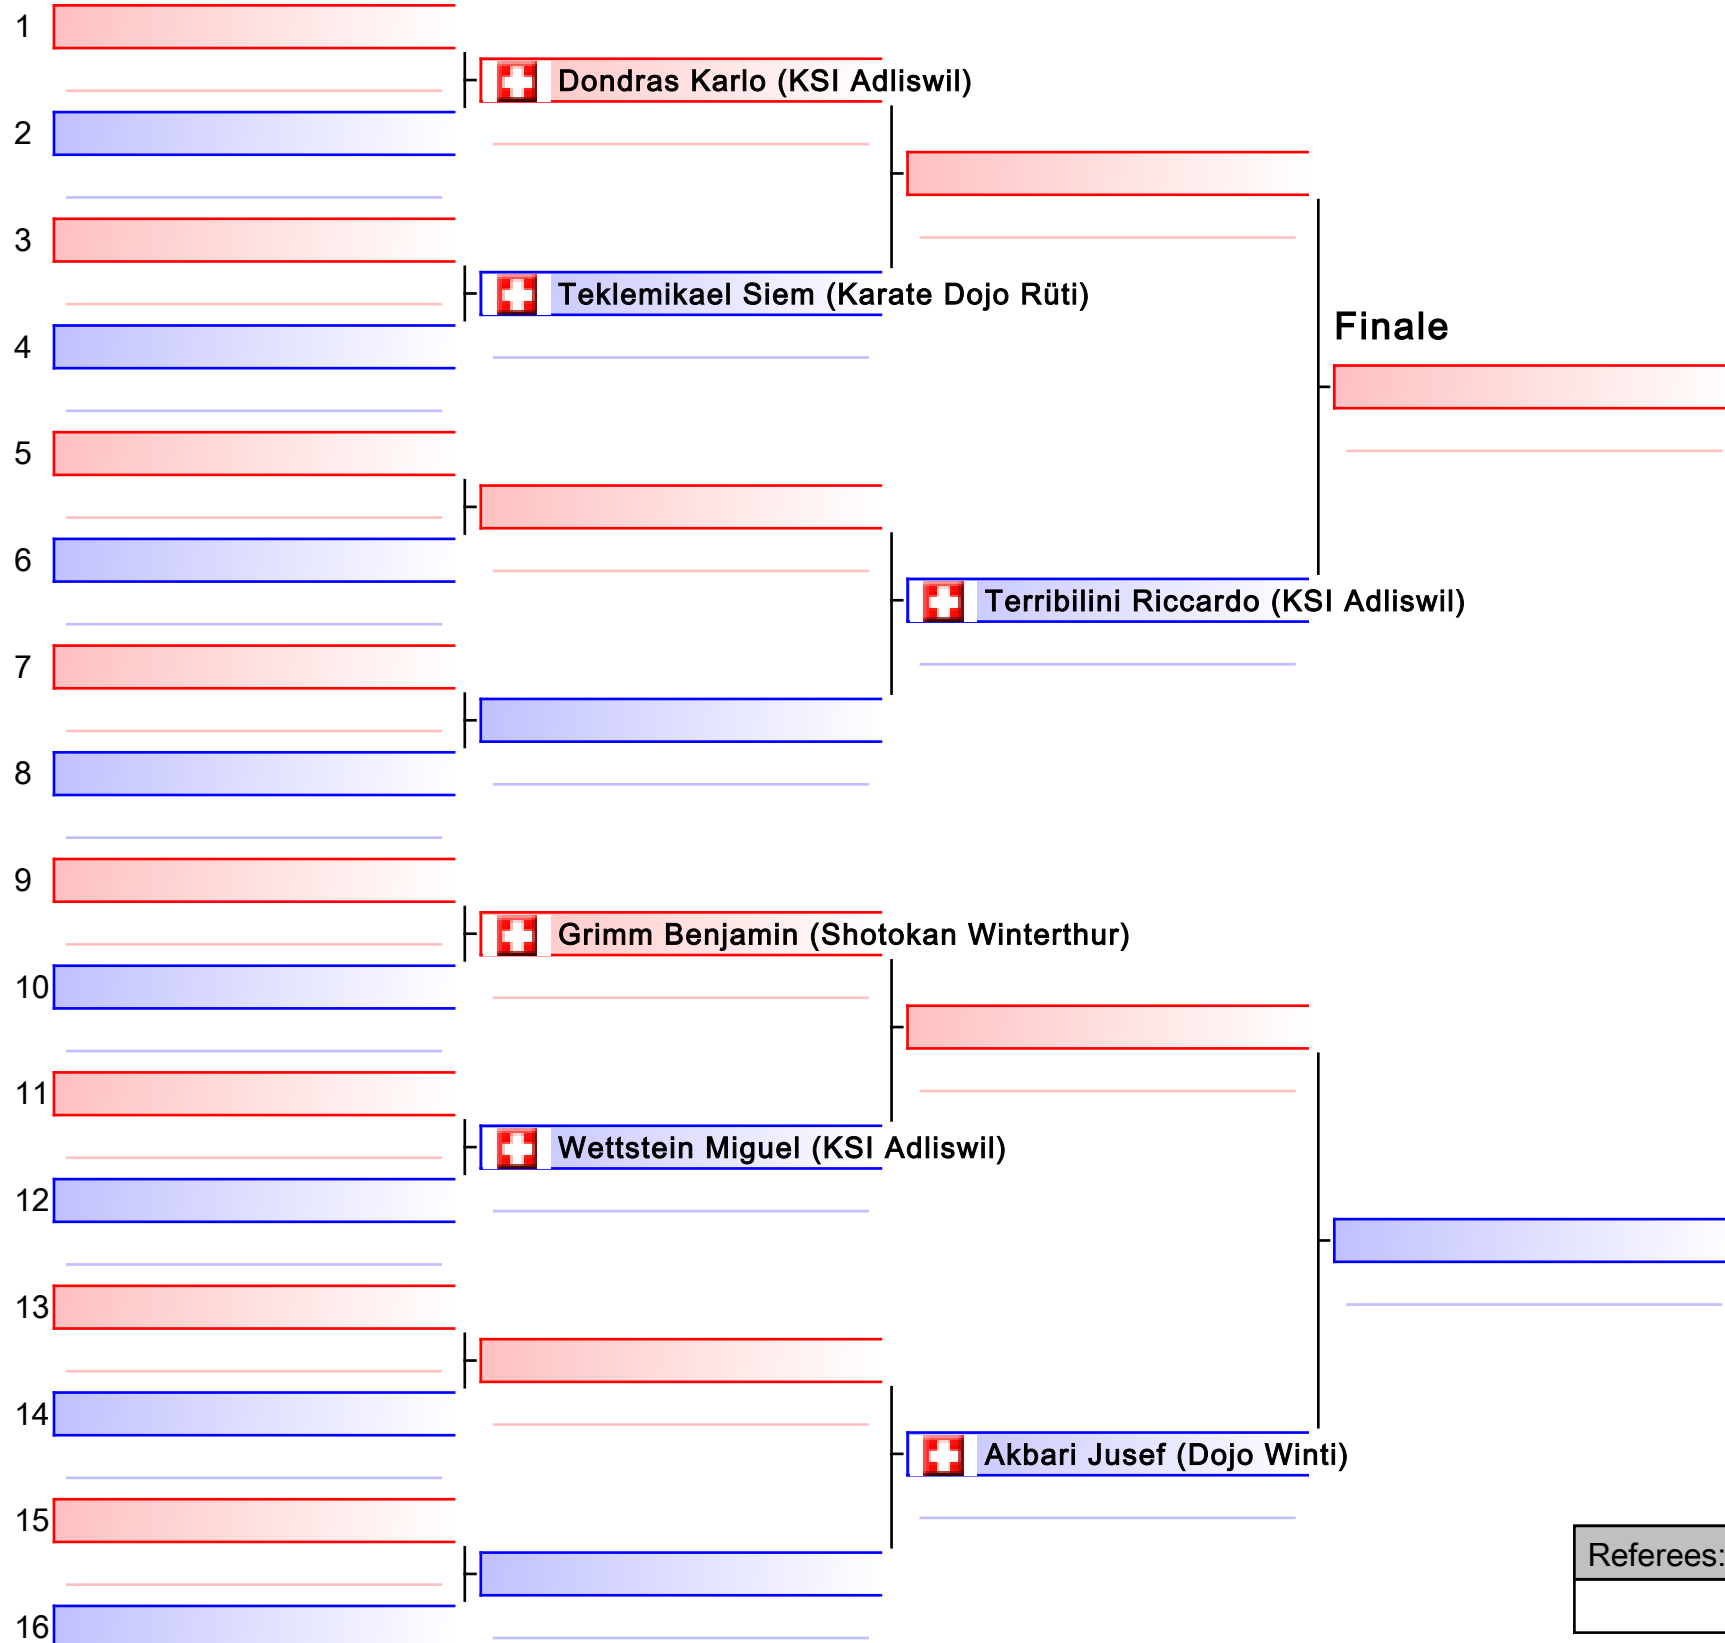 1
Dondras Karlo (KSI Adliswil)
2
3
Teklemikael Siem (Karate Dojo Rüti)
4
Finale
5
6
Terribilini Riccardo (KSI Adliswil)
7
8
9
Grimm Benjamin (Shotokan Winterthur)
10
11
Wettstein Miguel (KSI Adliswil)
12
13
14
Akbari Jusef (Dojo Winti)
15
Referees:
16